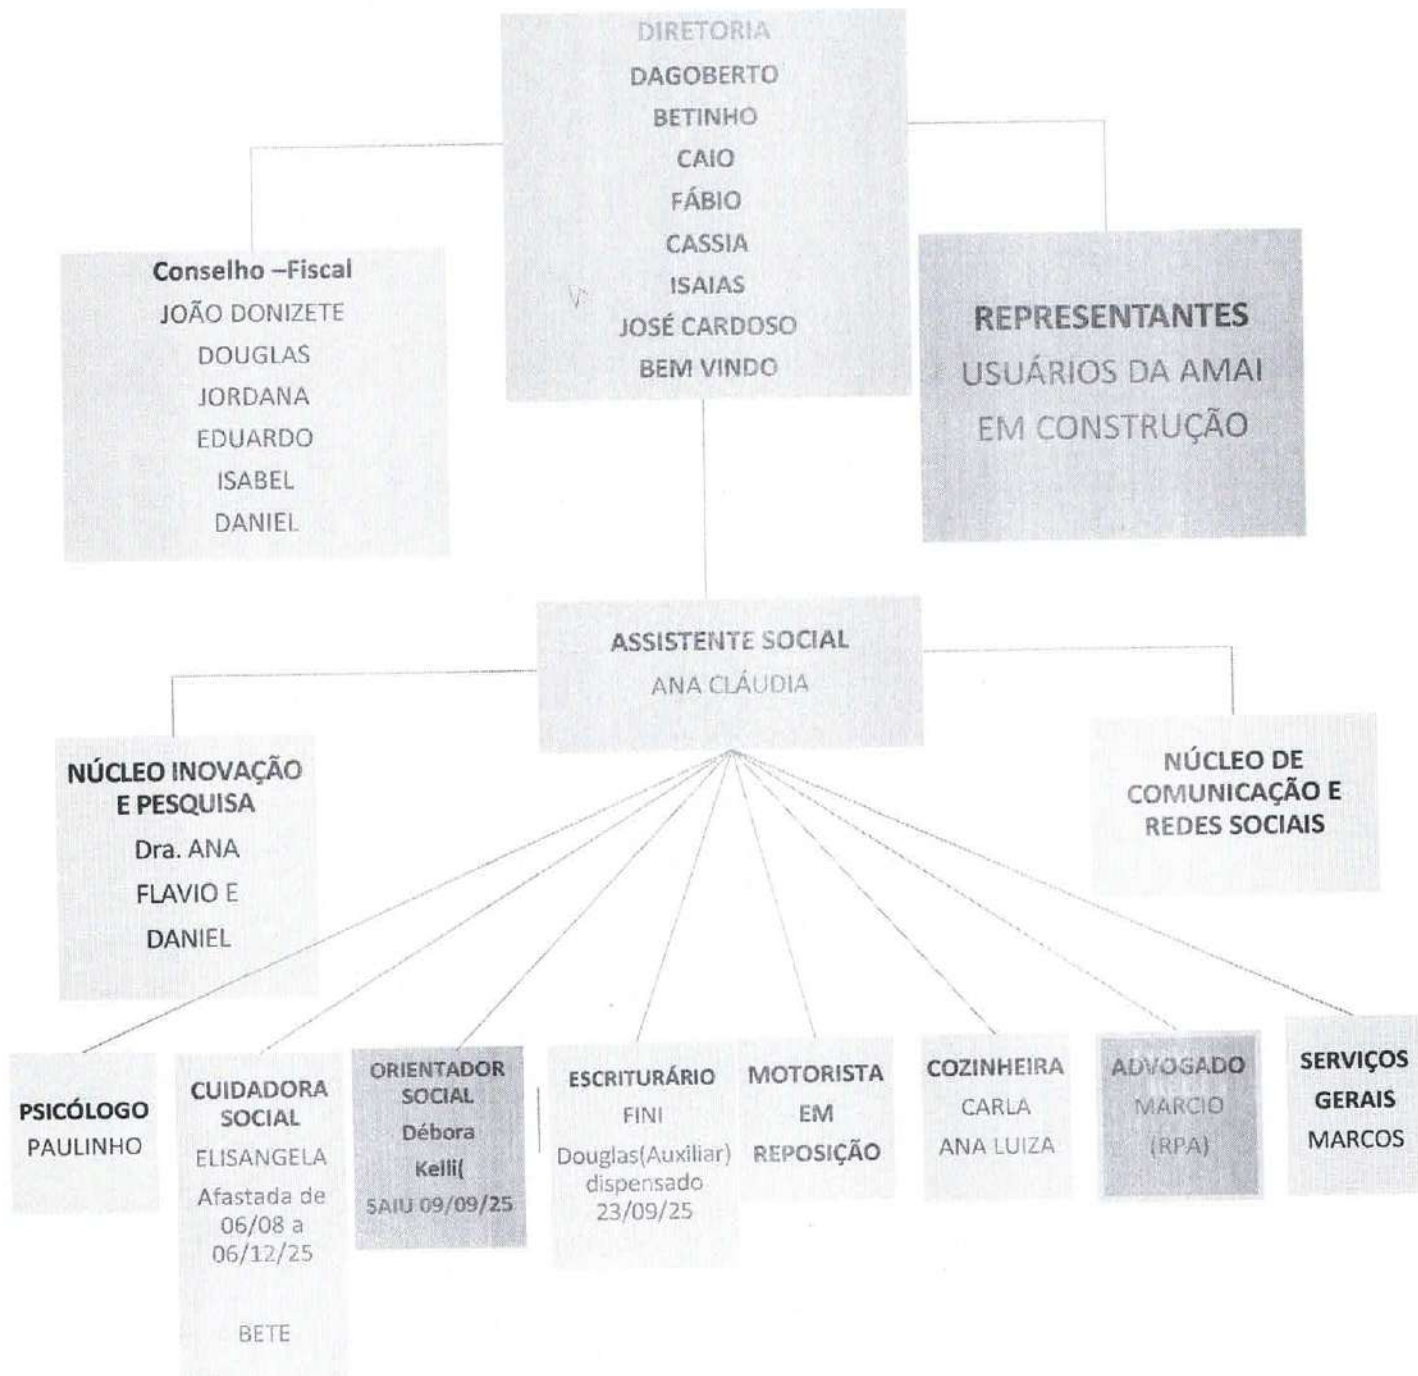 DIRETORIA
DAGOBERTO
BETINHO
CAIO
FÁBIO
CASSIA
ISAIAS
JOSÉ CARDOSO
BEM VINDO
Conselho –Fiscal
JOÃO DONIZETE
DOUGLAS
JORDANA
EDUARDO
ISABEL
DANIEL
REPRESENTANTES
USUÁRIOS DA AMAI
EM CONSTRUÇÃO
ASSISTENTE SOCIAL
ANA CLÁUDIA
NÚCLEO INOVAÇÃO
E PESQUISA
Dra. ANA
FLAVIO E
DANIEL
NÚCLEO DE
COMUNICAÇÃO E
REDES SOCIAIS
PSICÓLOGO
PAULINHO
CUIDADORA
SOCIAL
ELISANGELA
Afastada de
06/08 a
06/12/25
BETE
ORIENTADOR
SOCIAL
Débora
Kelli(
SAIU 09/09/25
ESCRITURÁRIO
FINI
Douglas(Auxiliar)
dispensado
23/09/25
MOTORISTA
EM
REPOSIÇÃO
COZINHEIRA
CARLA
ANA LUIZA
ADVOGADO
MARCIO
(RPA)
SERVIÇOS
GERAIS
MARCOS